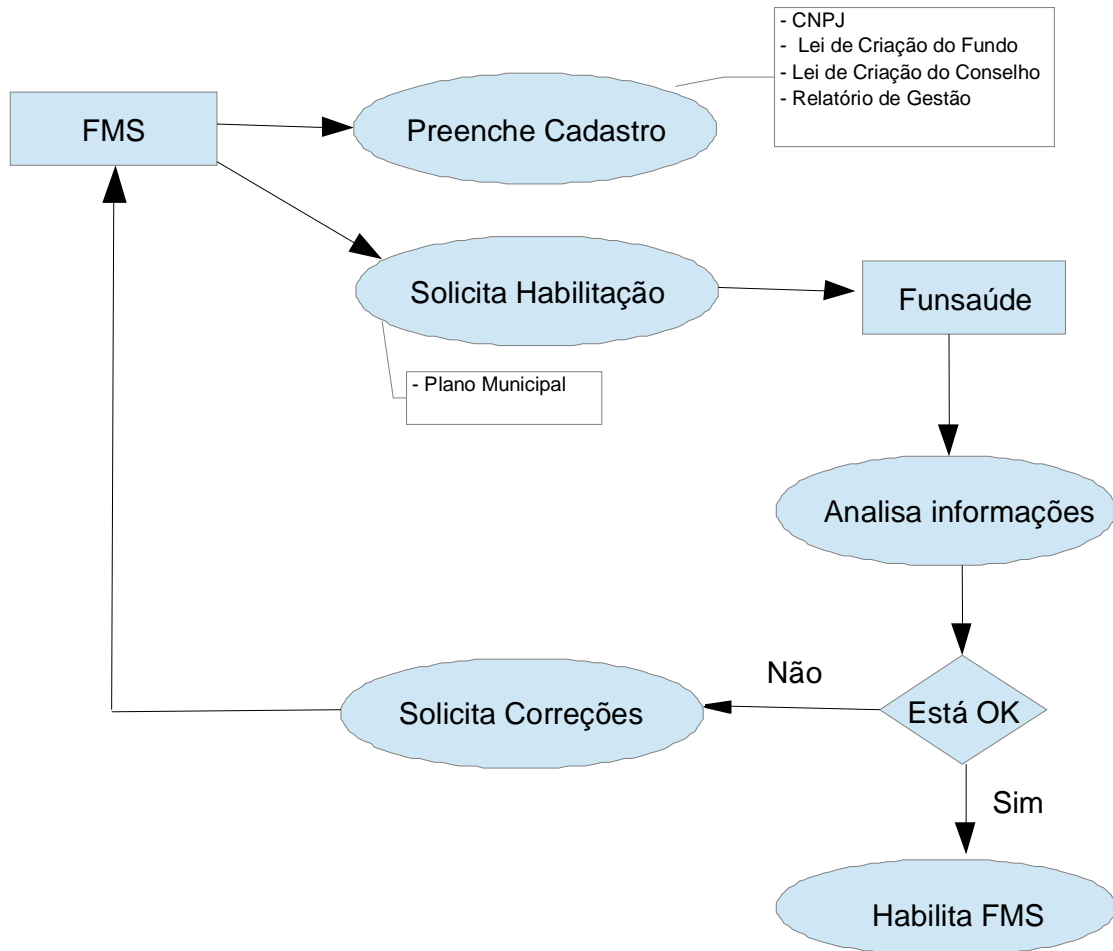 - CNPJ
- Lei de Criação do Fundo
- Lei de Criação do Conselho
- Relatório de Gestão
FMS
Preenche Cadastro
Solicita Habilitação
Funsaúde
- Plano Municipal
Analisa informações
Não
Está OK
Solicita Correções
Sim
Habilita FMS